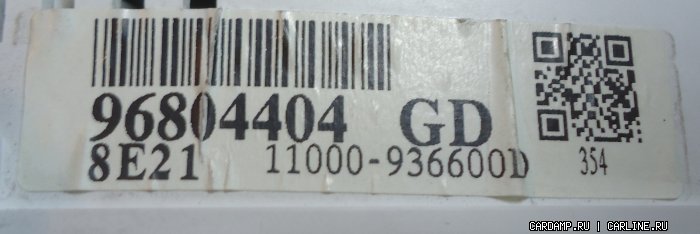 96804404 GD
8E21 11000-936600D 354
CARDAMP.RU | CARLINE.RU